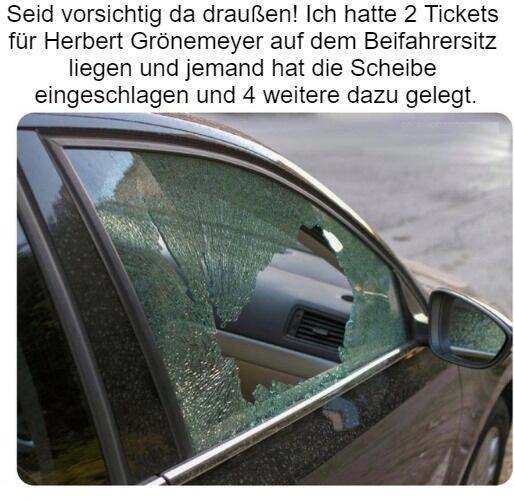 Seid vorsichtig da draußen! Ich hatte 2 Tickets
für Herbert Grönemeyer auf dem Beifahrersitz
liegen und jemand hat die Scheibe
eingeschlagen und 4 weitere dazu gelegt.